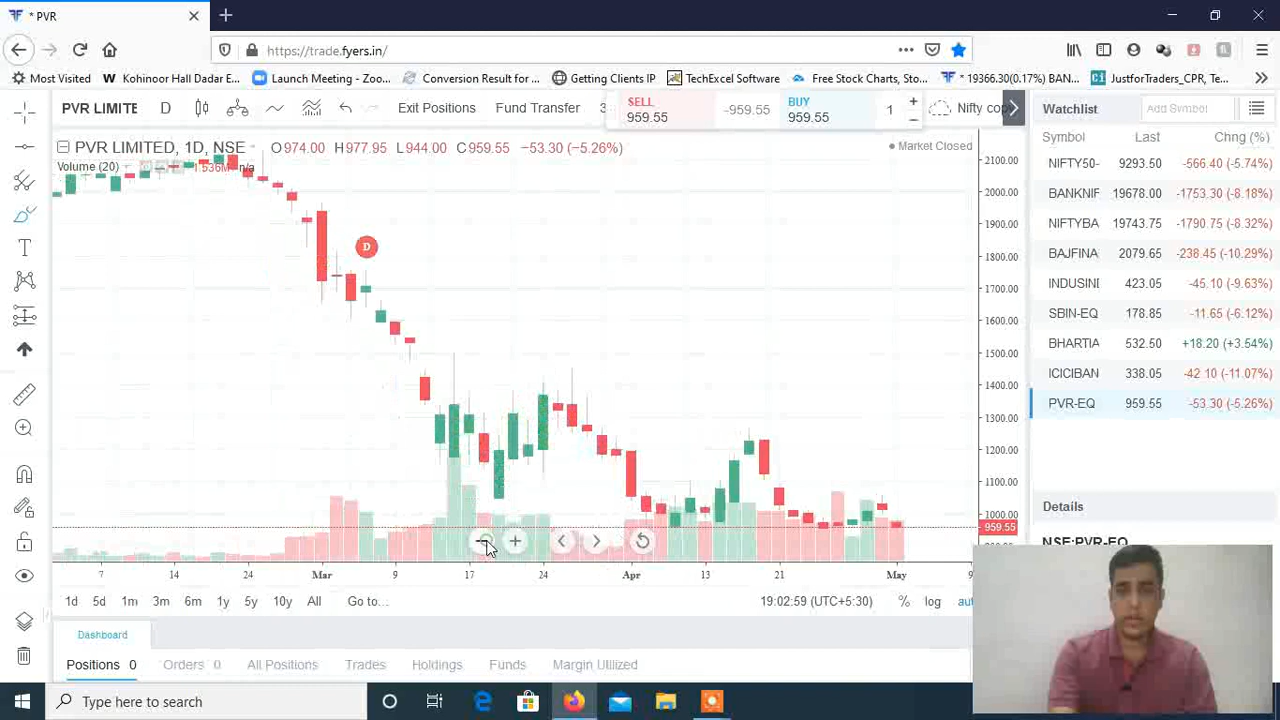 * PVR
https://trade.fyers.in/
Most Visited
Kohinoor Hall Dadar E...
Launch Meeting - Zoo...
Conversion Result for ...
Getting Clients IP
TechExcel Software
Free Stock Charts, Sto...
* 19366.30(0.17%) BAN...
JustforTraders_CPR, Te...
PVR LIMITE
D
Exit Positions
Fund Transfer
SELL
959.55
-959.55
BUY
959.55
1
Nifty cop
Watchlist
Add Symbol
PVR LIMITED, 1D, NSE
O974.00 H977.95 L944.00 C959.55 −53.30 (−5.26%)
Market Closed
Volume (20)
1.536M
n/a
Symbol Last Chng (%)
NIFTY50- 9293.50 -566.40 (-5.74%)
BANKNIF 19678.00 -1753.30 (-8.18%)
NIFTYBA 19743.75 -1790.75 (-8.32%)
BAJFINA 2079.65 -238.45 (-10.29%)
INDUSINI 423.05 -45.10 (-9.63%)
SBIN-EQ 178.85 -11.65 (-6.12%)
BHARTIA 532.50 +18.20 (+3.54%)
ICICIBAN 338.05 -42.10 (-11.07%)
PVR-EQ 959.55 -53.30 (-5.26%)
D
2100.00
2000.00
1900.00
1800.00
1700.00
1600.00
1500.00
1400.00
1300.00
1200.00
1100.00
1000.00
959.55
Details
NSE:PVR-EQ
7 14 24 Mar 9 17 24 Apr 13 21 May
1d 5d 1m 3m 6m 1y 5y 10y All Go to...
19:02:59 (UTC+5:30) % log
Dashboard
Positions 0 Orders 0 All Positions Trades Holdings Funds Margin Utilized
Type here to search